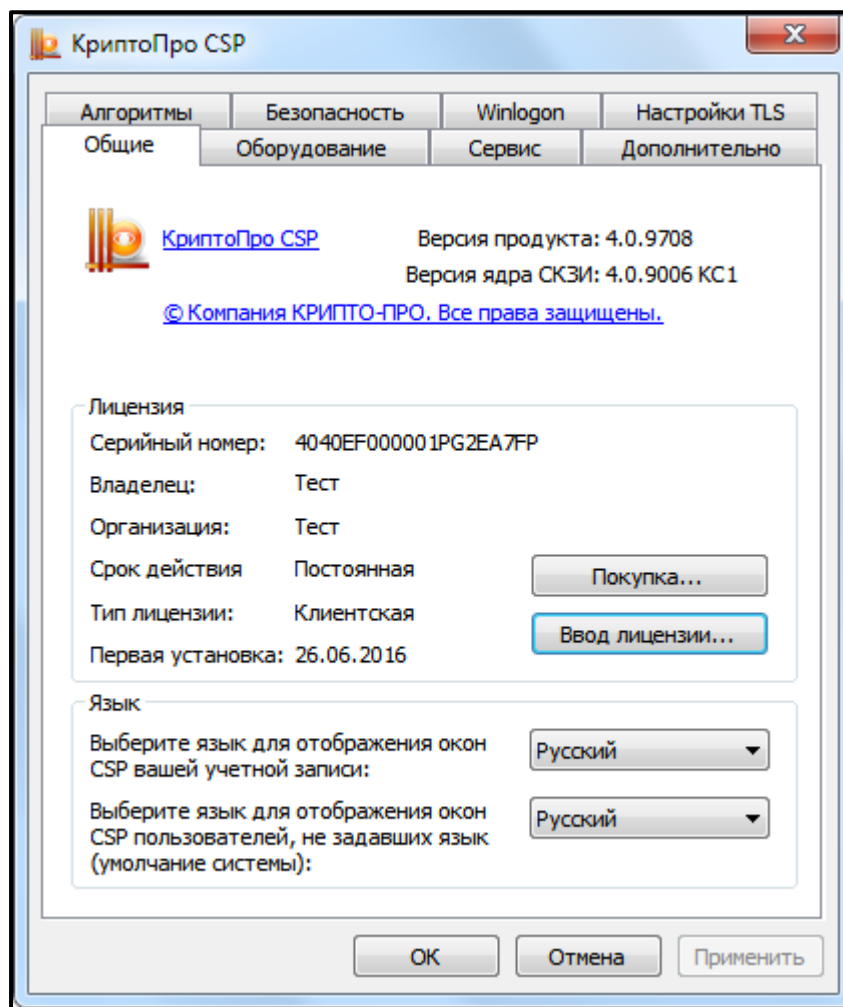 КриптоПро CSP
Алгоритмы Безопасность Winlogon Настройки TLS
Общие Оборудование Сервис Дополнительно
КриптоПро CSP Версия продукта: 4.0.9708
Версия ядра СКЗИ: 4.0.9006 КС1
© Компания КРИПТО-ПРО. Все права защищены.
Лицензия
Серийный номер: 4040EF000001PG2EA7FP
Владелец: Тест
Организация: Тест
Срок действия Постоянная
Покупка...
Тип лицензии: Клиентская
Ввод лицензии...
Первая установка: 26.06.2016
Язык
Выберите язык для отображения окон
CSP вашей учетной записи:
Русский
Выберите язык для отображения окон
CSP пользователей, не задавших язык
(умолчание системы):
Русский
ОК Отмена Применить